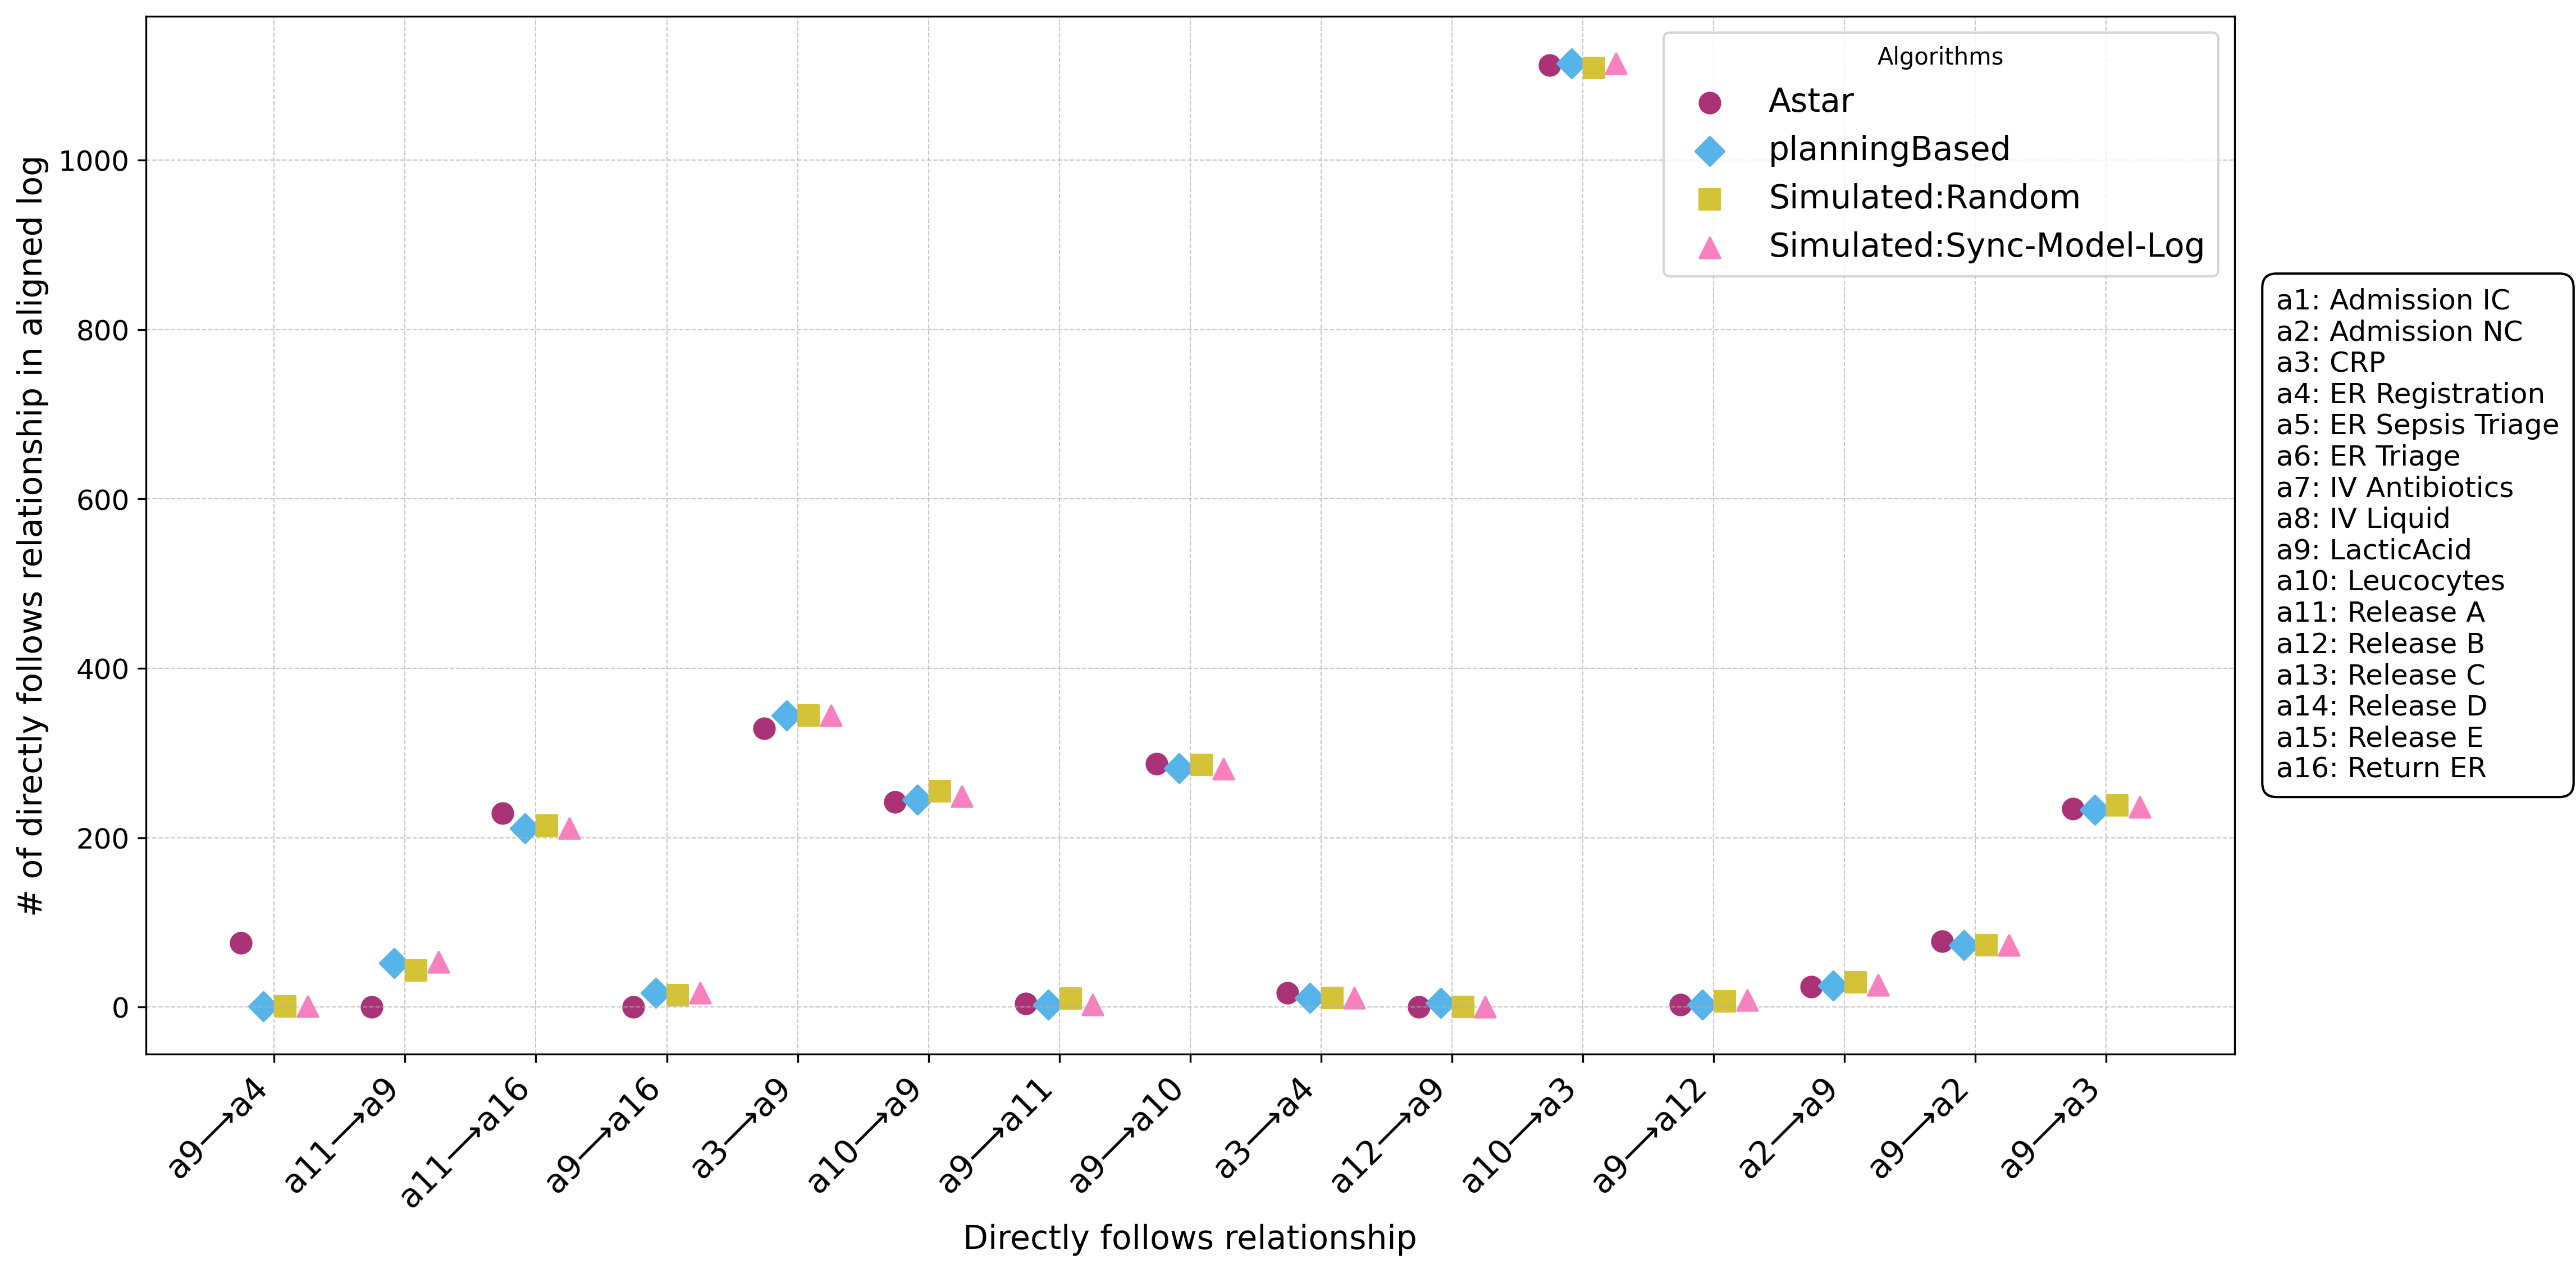 # of directly follows relationship in aligned log
1000
800
600
400
200
0
Algorithms
Astar
planningBased
Simulated:Random
Simulated:Sync-Model-Log
a1: Admission IC
a2: Admission NC
a3: CRP
a4: ER Registration
a5: ER Sepsis Triage
a6: ER Triage
a7: IV Antibiotics
a8: IV Liquid
a9: LacticAcid
a10: Leucocytes
a11: Release A
a12: Release B
a13: Release C
a14: Release D
a15: Release E
a16: Return ER
a9⟶a4
a11⟶a9
a11⟶a16
a9⟶a16
a3⟶a9
a10⟶a9
a9⟶a11
a9⟶a10
a3⟶a4
a12⟶a9
a10⟶a3
a9⟶a12
a2⟶a9
a9⟶a2
a9⟶a3
Directly follows relationship